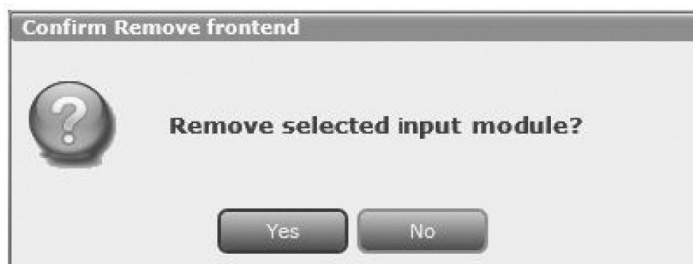 Confirm Remove frontend
?
Remove selected input module?
Yes No